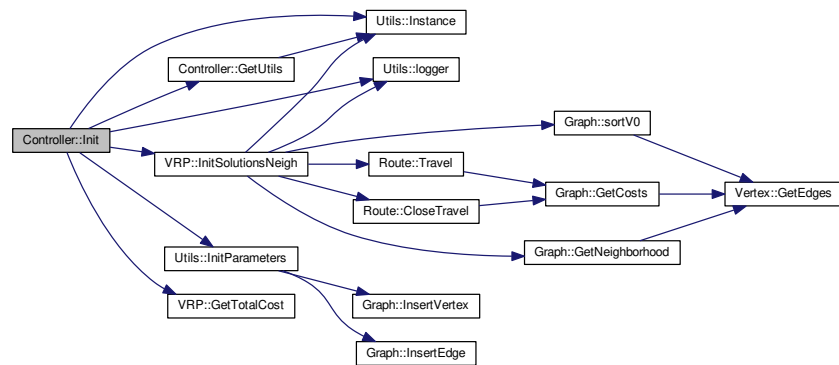 Utils::Instance
Controller::GetUtils
Utils::logger
Graph::sortV0
Controller::Init
VRP::InitSolutionsNeigh
Route::Travel
Vertex::GetEdges
Graph::GetCosts
Route::CloseTravel
Graph::GetNeighborhood
Utils::InitParameters
VRP::GetTotalCost
Graph::InsertVertex
Graph::InsertEdge